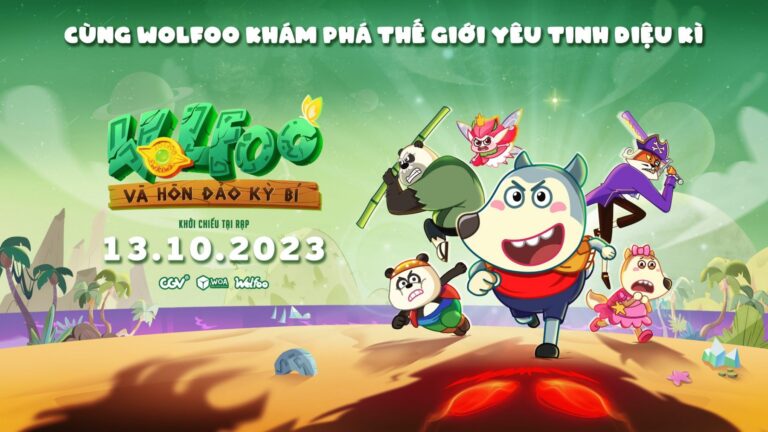 CÙNG WOLFOO KHÁM PHÁ THẾ GIỚI YÊU TINH DIỆU KÌ
WOLFOO
VÀ HÒN ĐẢO KỲ BÍ
KHỞI CHIẾU TẠI RẠP
13.10.2023
CGV WOA Wolfoo